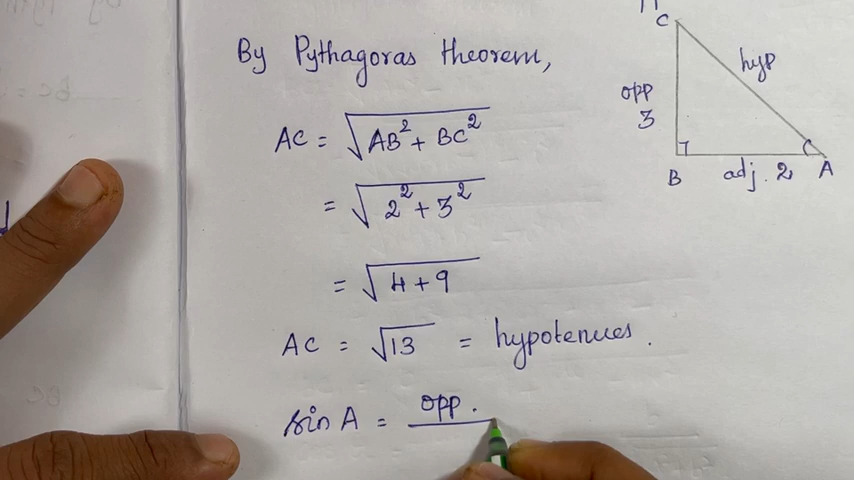 By Pythagoras theorem,
AC = √(AB² + BC²)
= √(2² + 3²)
= √(4 + 9)
AC = √13 = hypotenues.
sin A = opp.
C
hyp
opp
3
B adj. 2 A